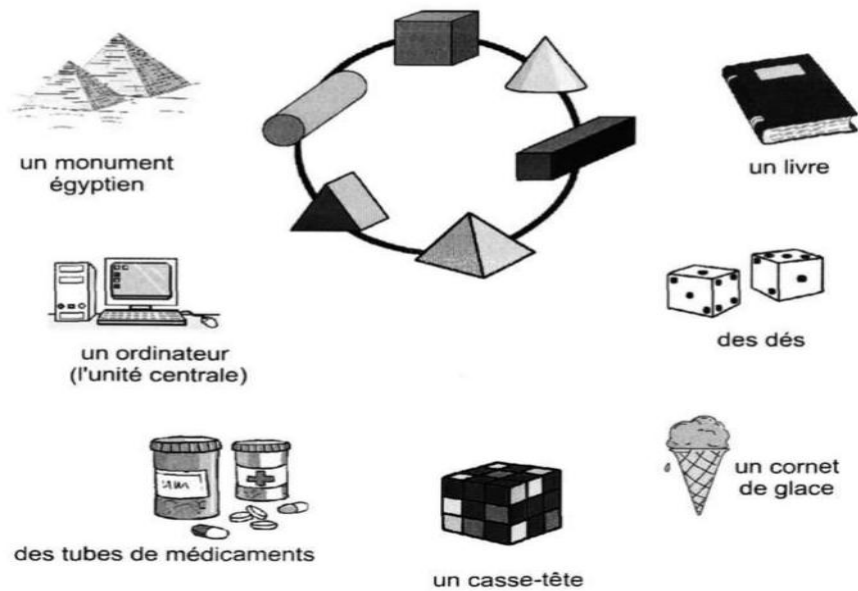 un monument
égyptien
un livre
un ordinateur
(l'unité centrale)
des dés
un cornet
de glace
des tubes de médicaments
un casse-tête